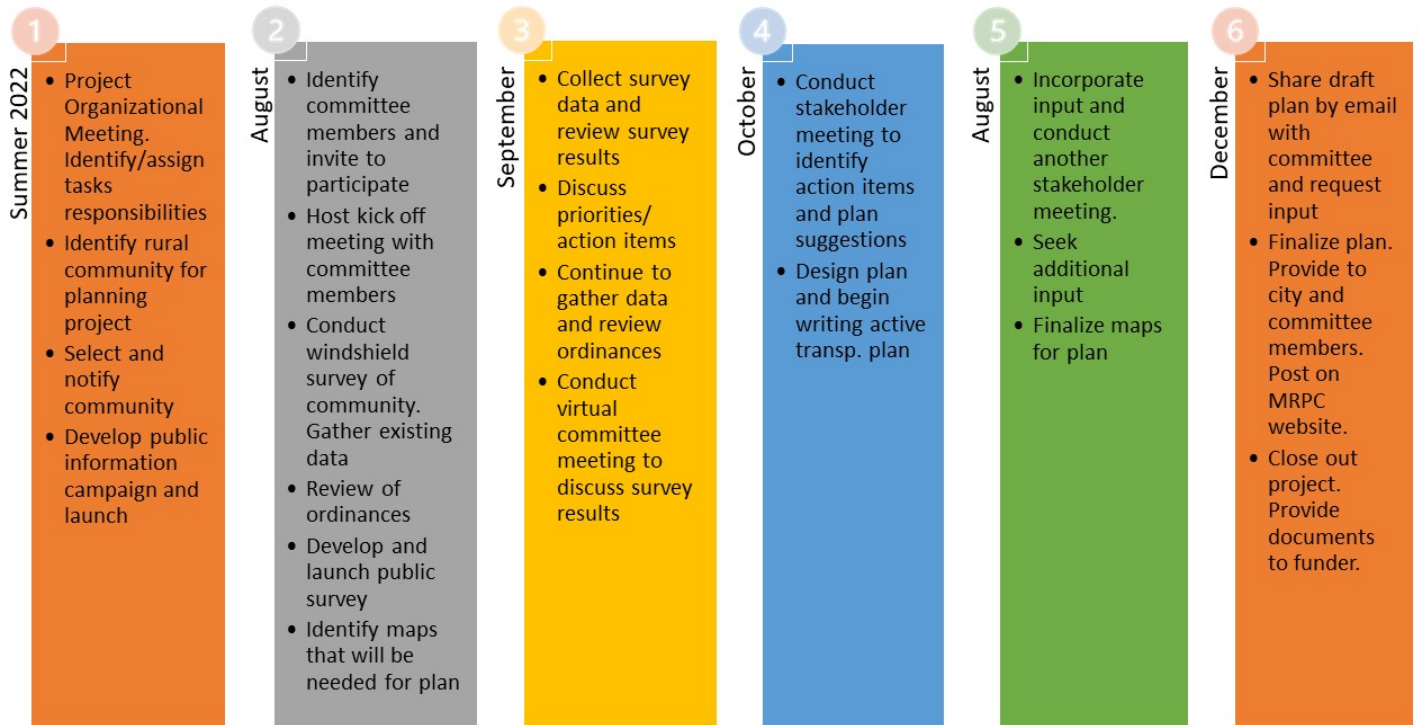 1
Summer 2022
• Project
Organizational
Meeting.
Identify/assign
tasks
responsibilities
• Identify rural
community for
planning
project
• Select and
notify
community
• Develop public
information
campaign and
launch
2
August
• Identify
committee
members and
invite to
participate
• Host kick off
meeting with
committee
members
• Conduct
windshield
survey of
community.
Gather existing
data
• Review of
ordinances
• Develop and
launch public
survey
• Identify maps
that will be
needed for plan
3
September
• Collect survey
data and
review survey
results
• Discuss
priorities/
action items
• Continue to
gather data
and review
ordinances
• Conduct
virtual
committee
meeting to
discuss survey
results
4
October
• Conduct
stakeholder
meeting to
identify
action items
and plan
suggestions
• Design plan
and begin
writing active
transp. plan
5
August
• Incorporate
input and
conduct
another
stakeholder
meeting.
• Seek
additional
input
• Finalize maps
for plan
6
December
• Share draft
plan by email
with
committee
and request
input
• Finalize plan.
Provide to
city and
committee
members.
Post on
MRPC
website.
• Close out
project.
Provide
documents
to funder.